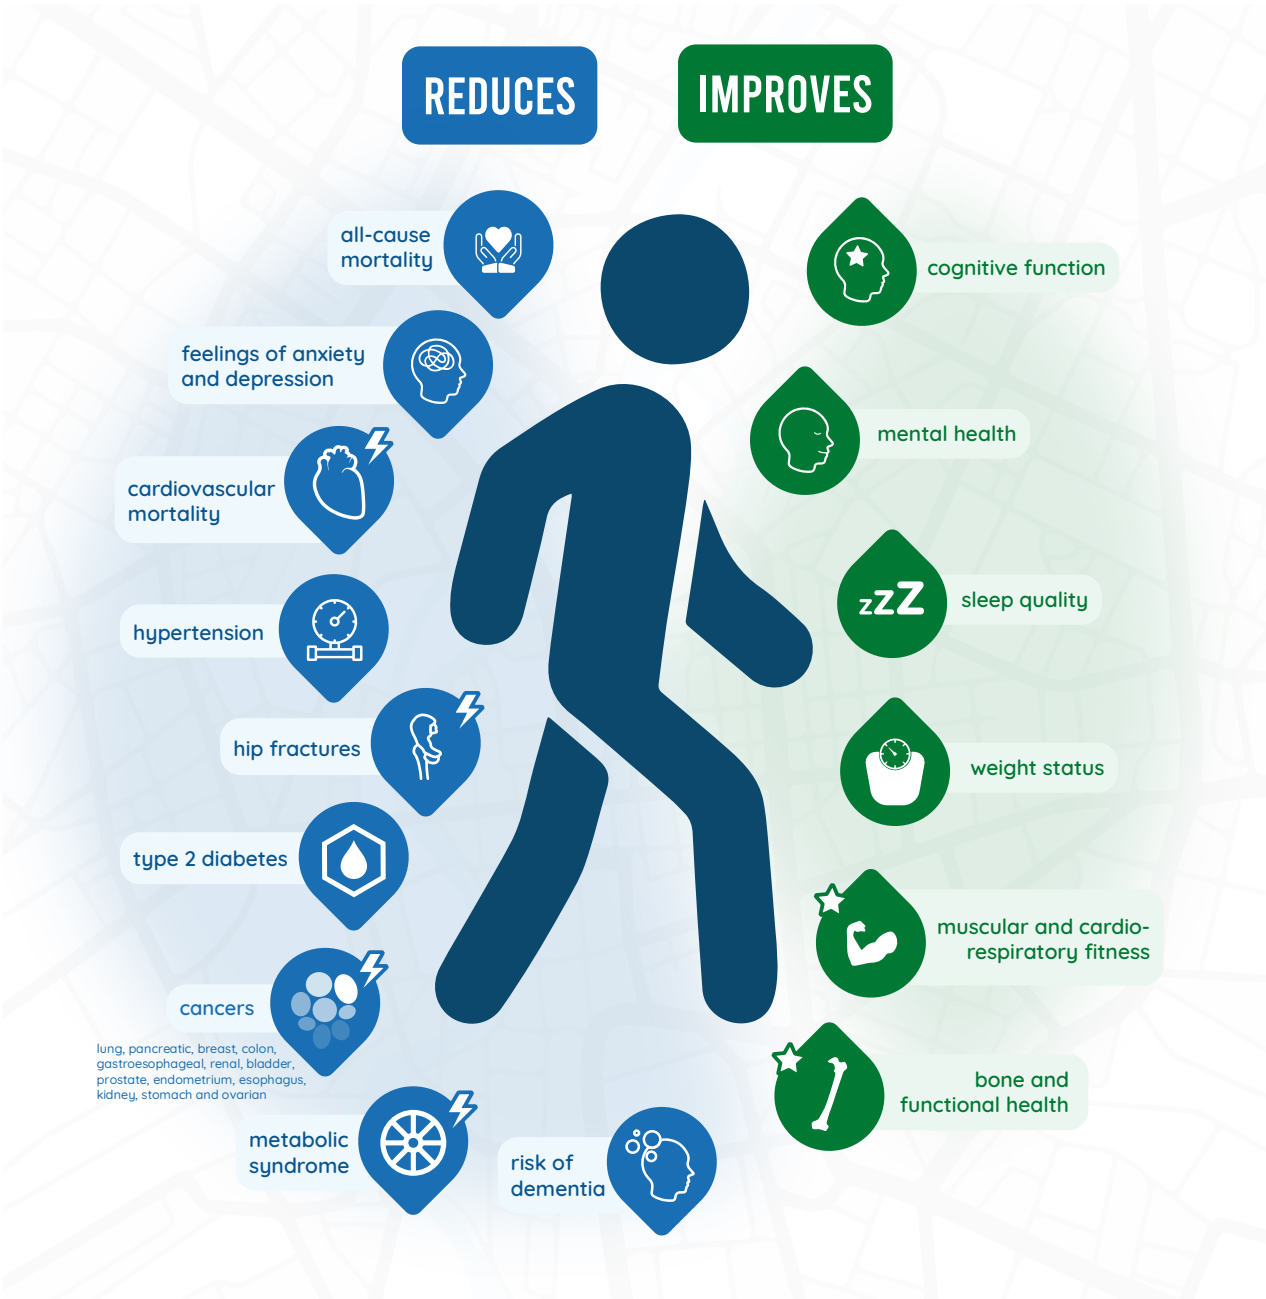 REDUCES
IMPROVES
all-cause
mortality
feelings of anxiety
and depression
cardiovascular
mortality
hypertension
hip fractures
type 2 diabetes
cancers
lung, pancreatic, breast, colon,
gastroesophageal, renal, bladder,
prostate, endometrium, esophagus,
kidney, stomach and ovarian
metabolic
syndrome
risk of
dementia
cognitive function
mental health
zzZ
sleep quality
weight status
muscular and cardio-
respiratory fitness
bone and
functional health